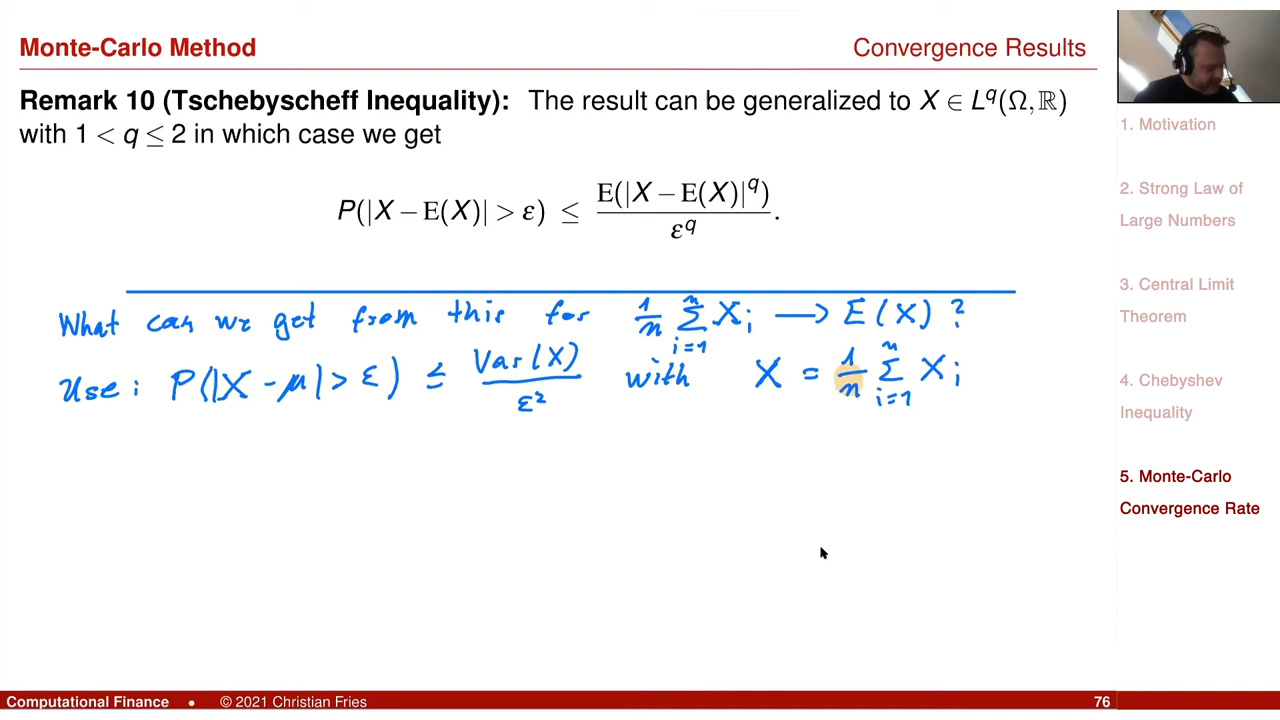 Monte-Carlo Method
Convergence Results
Remark 10 (Tschebyscheff Inequality): The result can be generalized to X ∈ L^q(Ω,ℝ)
with 1 < q ≤ 2 in which case we get
P(|X − E(X)| > ε) ≤ E(|X − E(X)|^q) / ε^q .
What can we get from this for 1/n ∑_{i=1}^n X_i ⟶ E(X) ?
Use: P(|X − μ| > ε) ≤ Var(X) / ε² with X = 1/n ∑_{i=1}^n X_i
1. Motivation
2. Strong Law of
Large Numbers
3. Central Limit
Theorem
4. Chebyshev
Inequality
5. Monte-Carlo
Convergence Rate
Computational Finance • © 2021 Christian Fries
76